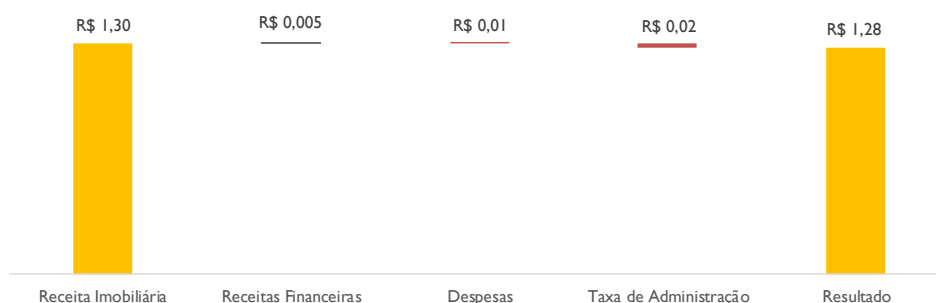 R$ 1,30
R$ 0,005
R$ 0,01
R$ 0,02
R$ 1,28
Receita Imobiliária
Receitas Financeiras
Despesas
Taxa de Administração
Resultado